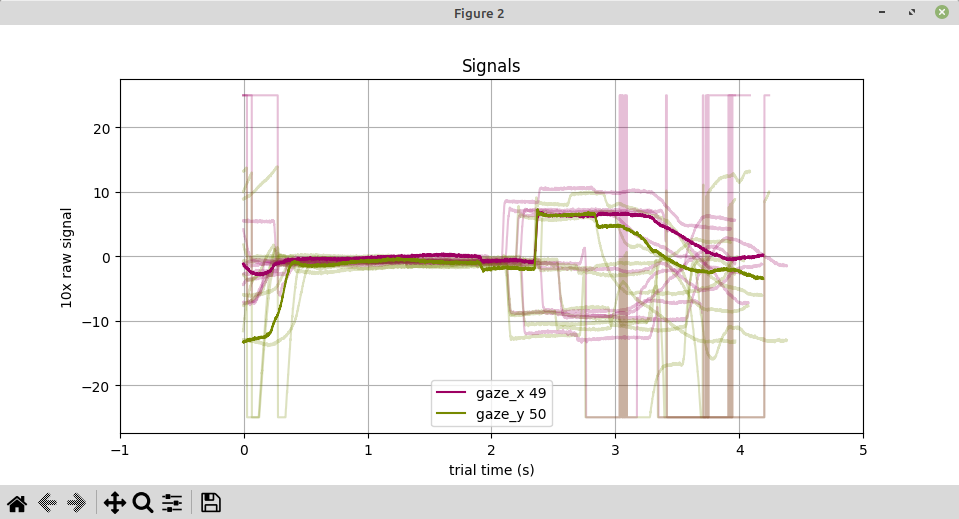 Figure 2
Signals
20
10
0
−10
−20
10x raw signal
gaze_x 49
gaze_y 50
−1 0 1 2 3 4 5
trial time (s)